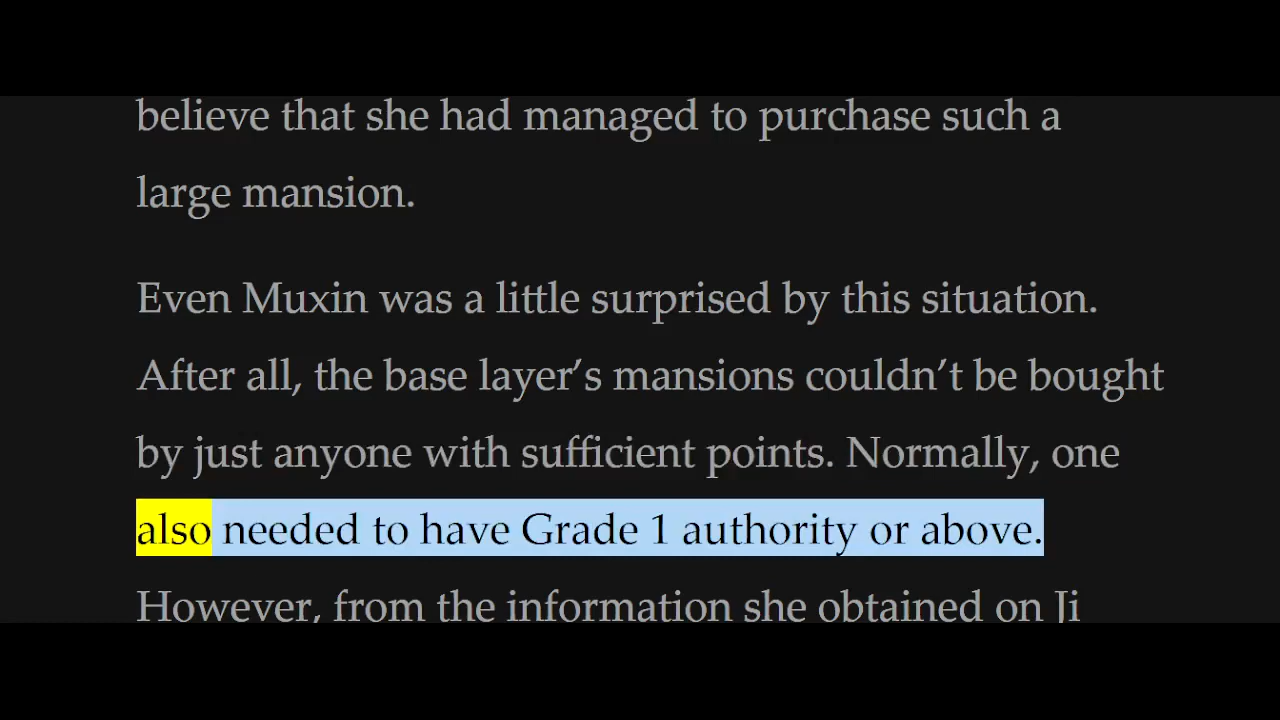 believe that she had managed to purchase such a
large mansion.
Even Muxin was a little surprised by this situation.
After all, the base layer’s mansions couldn’t be bought
by just anyone with sufficient points. Normally, one
also needed to have Grade 1 authority or above.
However, from the information she obtained on Ji